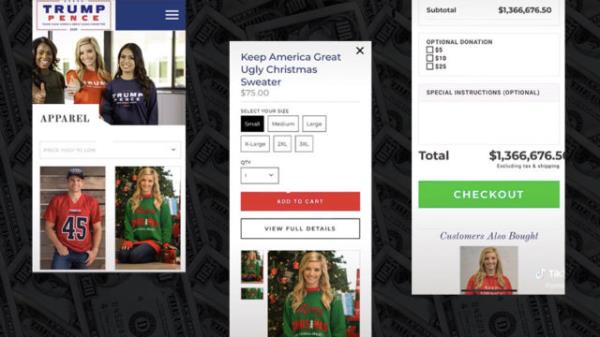 TRUMP
PENCE
TRUMP
TRUMP
APPAREL
PRICE: HIGH TO LOW
45
Keep America Great
Ugly Christmas
Sweater
$75.00
SELECT YOUR SIZE
Small
Medium
Large
X-Large
2XL
3XL
QTY
1
ADD TO CART
VIEW FULL DETAILS
Subtotal
$1,366,676.50
OPTIONAL DONATION
$5
$10
$25
SPECIAL INSTRUCTIONS (OPTIONAL)
Total
$1,366,676.50
Excluding tax & shipping
CHECKOUT
Customers Also Bought